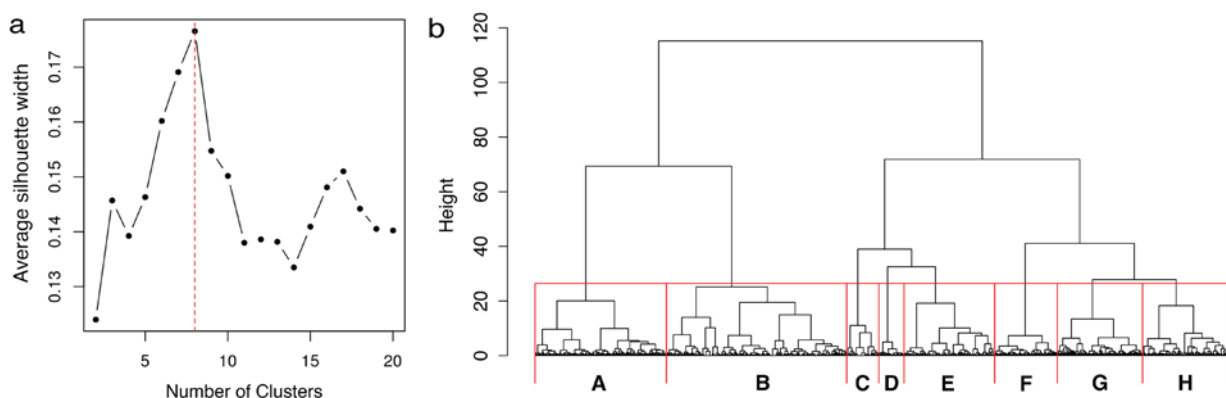 a
Average silhouette width
0.13 0.14 0.15 0.16 0.17
5 10 15 20
Number of Clusters
b
Height
0 20 40 60 80 100 120
A B C D E F G H